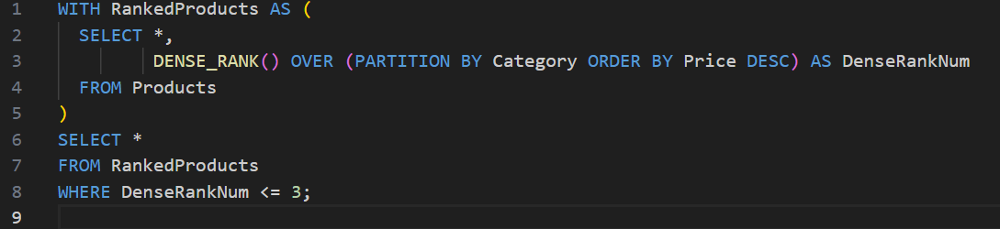 1 WITH RankedProducts AS (
2 SELECT *,
3 DENSE_RANK() OVER (PARTITION BY Category ORDER BY Price DESC) AS DenseRankNum
4 FROM Products
5 )
6 SELECT *
7 FROM RankedProducts
8 WHERE DenseRankNum <= 3;
9